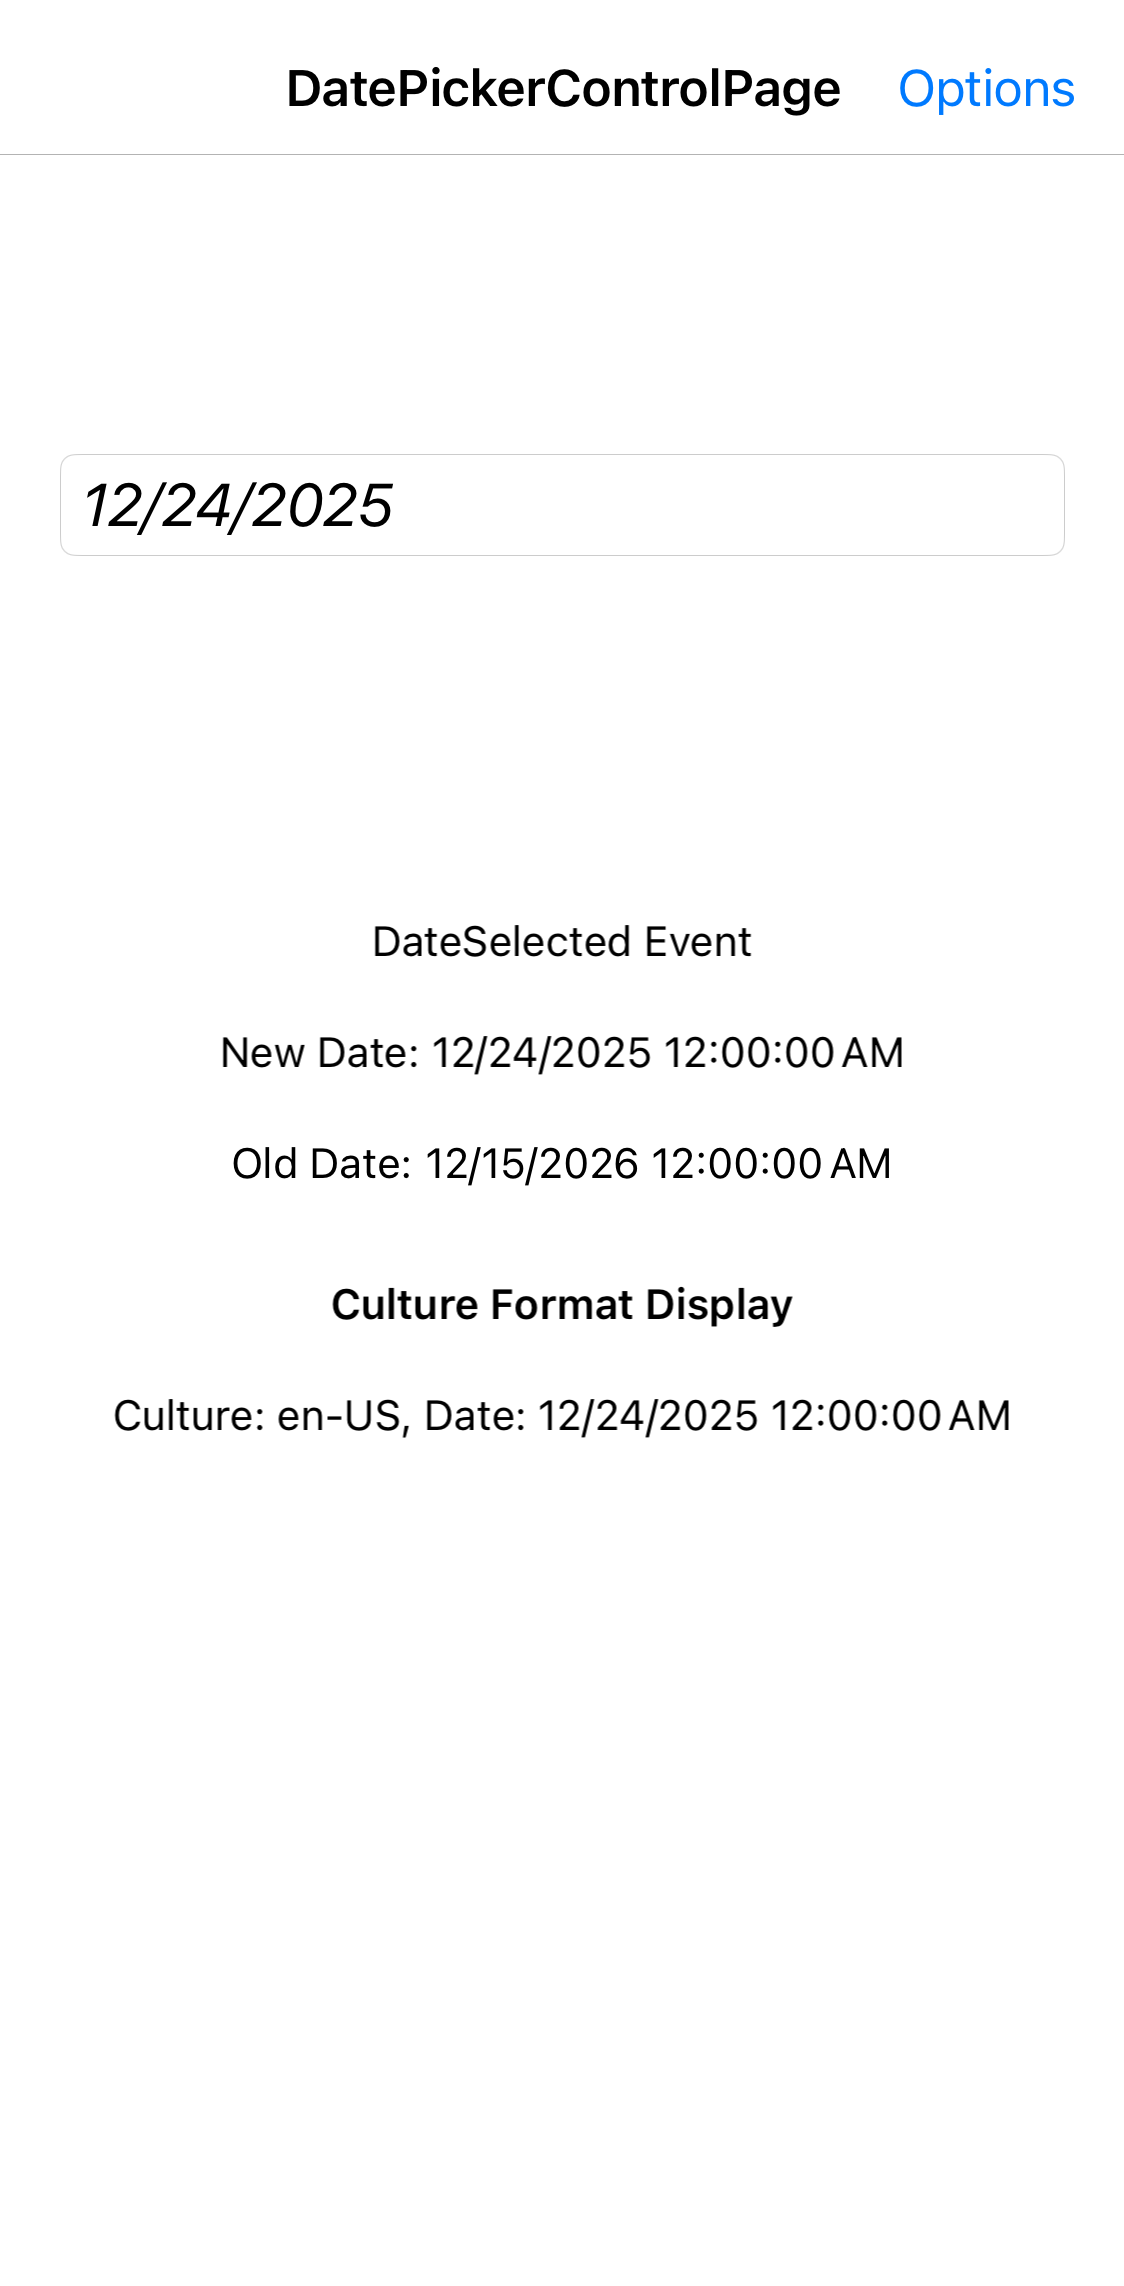 DatePickerControlPage Options
12/24/2025
DateSelected Event
New Date: 12/24/2025 12:00:00 AM
Old Date: 12/15/2026 12:00:00 AM
Culture Format Display
Culture: en-US, Date: 12/24/2025 12:00:00 AM